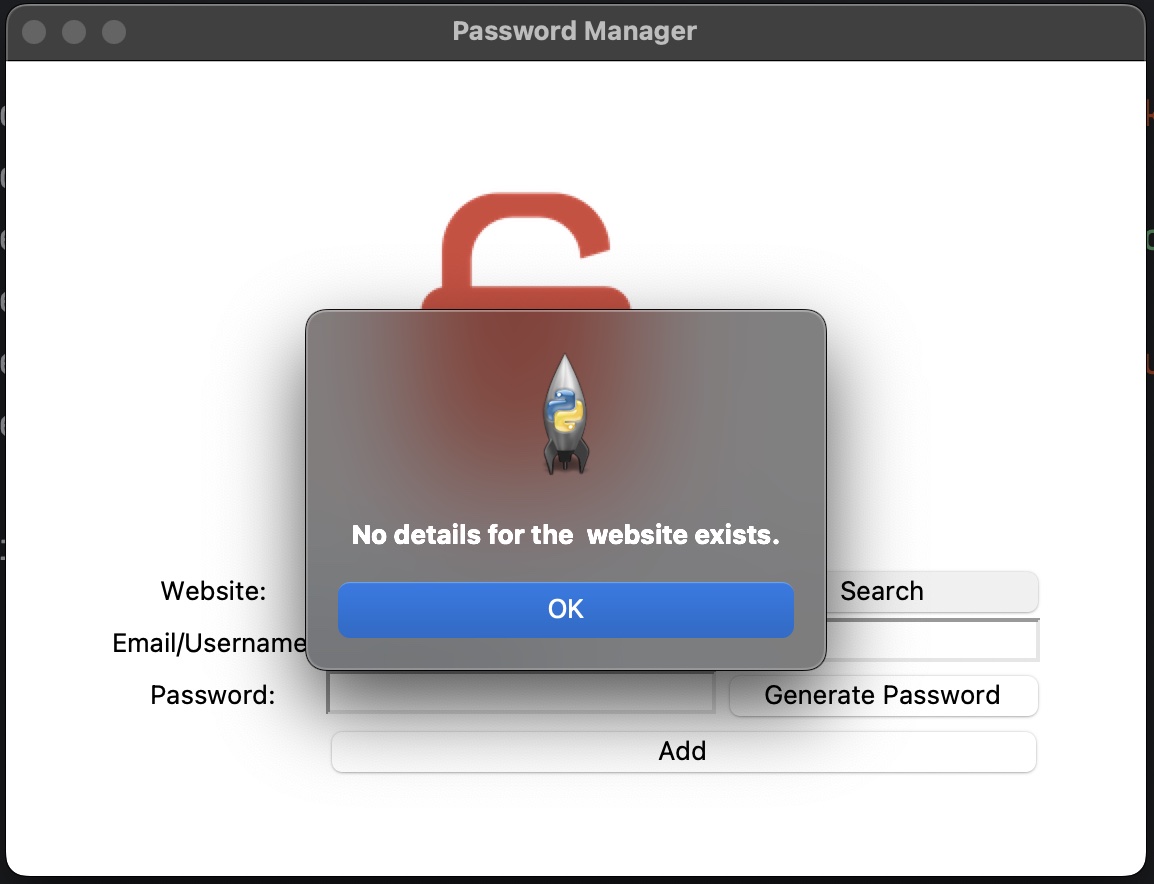 Password Manager
No details for the  website exists.
OK
Website:
Search
Email/Username
Password:
Generate Password
Add